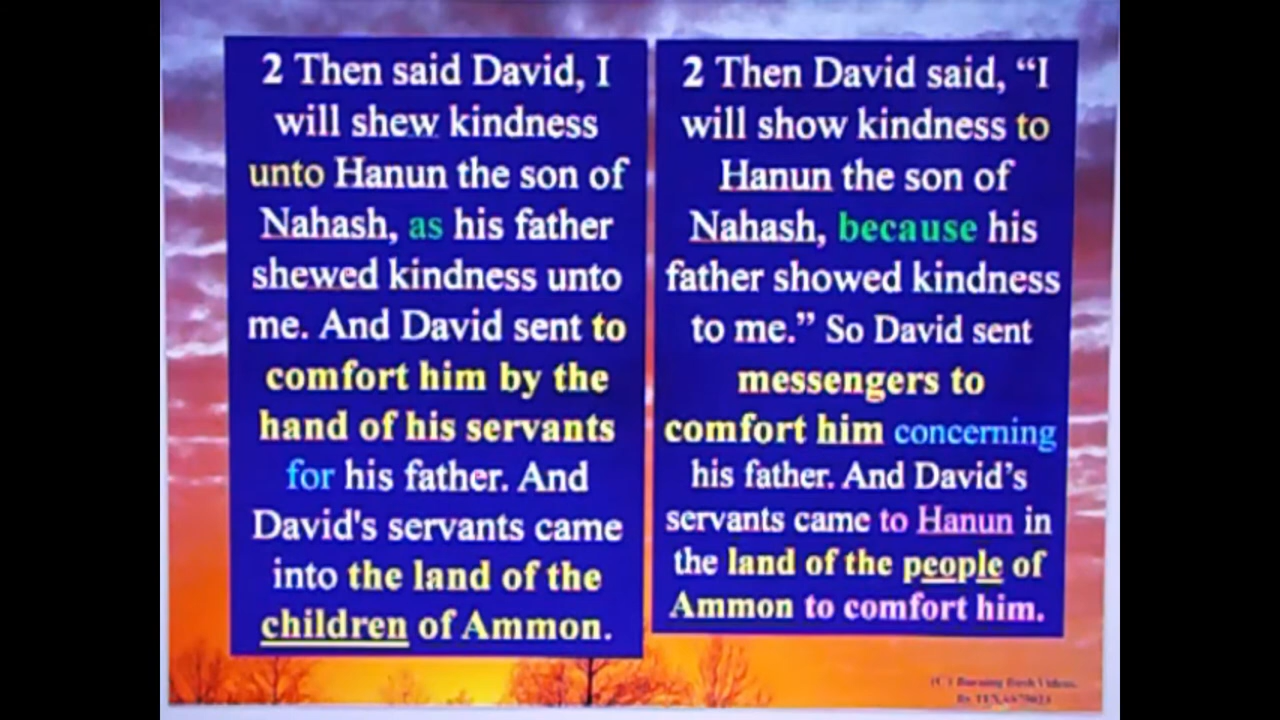 2 Then said David, I
will shew kindness
unto Hanun the son of
Nahash, as his father
shewed kindness unto
me. And David sent to
comfort him by the
hand of his servants
for his father. And
David's servants came
into the land of the
children of Ammon.
2 Then David said, “I
will show kindness to
Hanun the son of
Nahash, because his
father showed kindness
to me.” So David sent
messengers to
comfort him concerning
his father. And David’s
servants came to Hanun in
the land of the people of
Ammon to comfort him.
(C) Burning Bush Videos